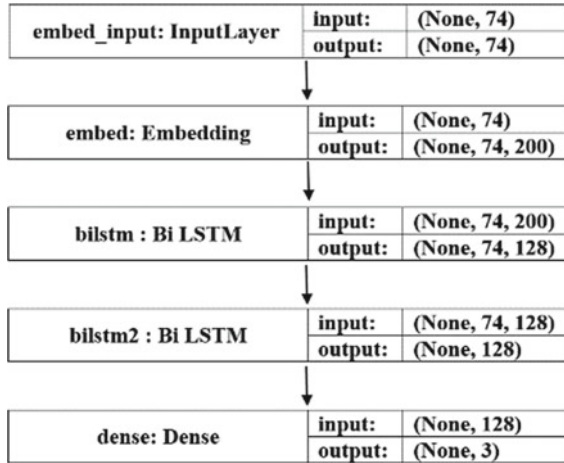 embed_input: InputLayer input: (None, 74)
output: (None, 74)
embed: Embedding input: (None, 74)
output: (None, 74, 200)
bilstm : Bi LSTM input: (None, 74, 200)
output: (None, 74, 128)
bilstm2 : Bi LSTM input: (None, 74, 128)
output: (None, 128)
dense: Dense input: (None, 128)
output: (None, 3)